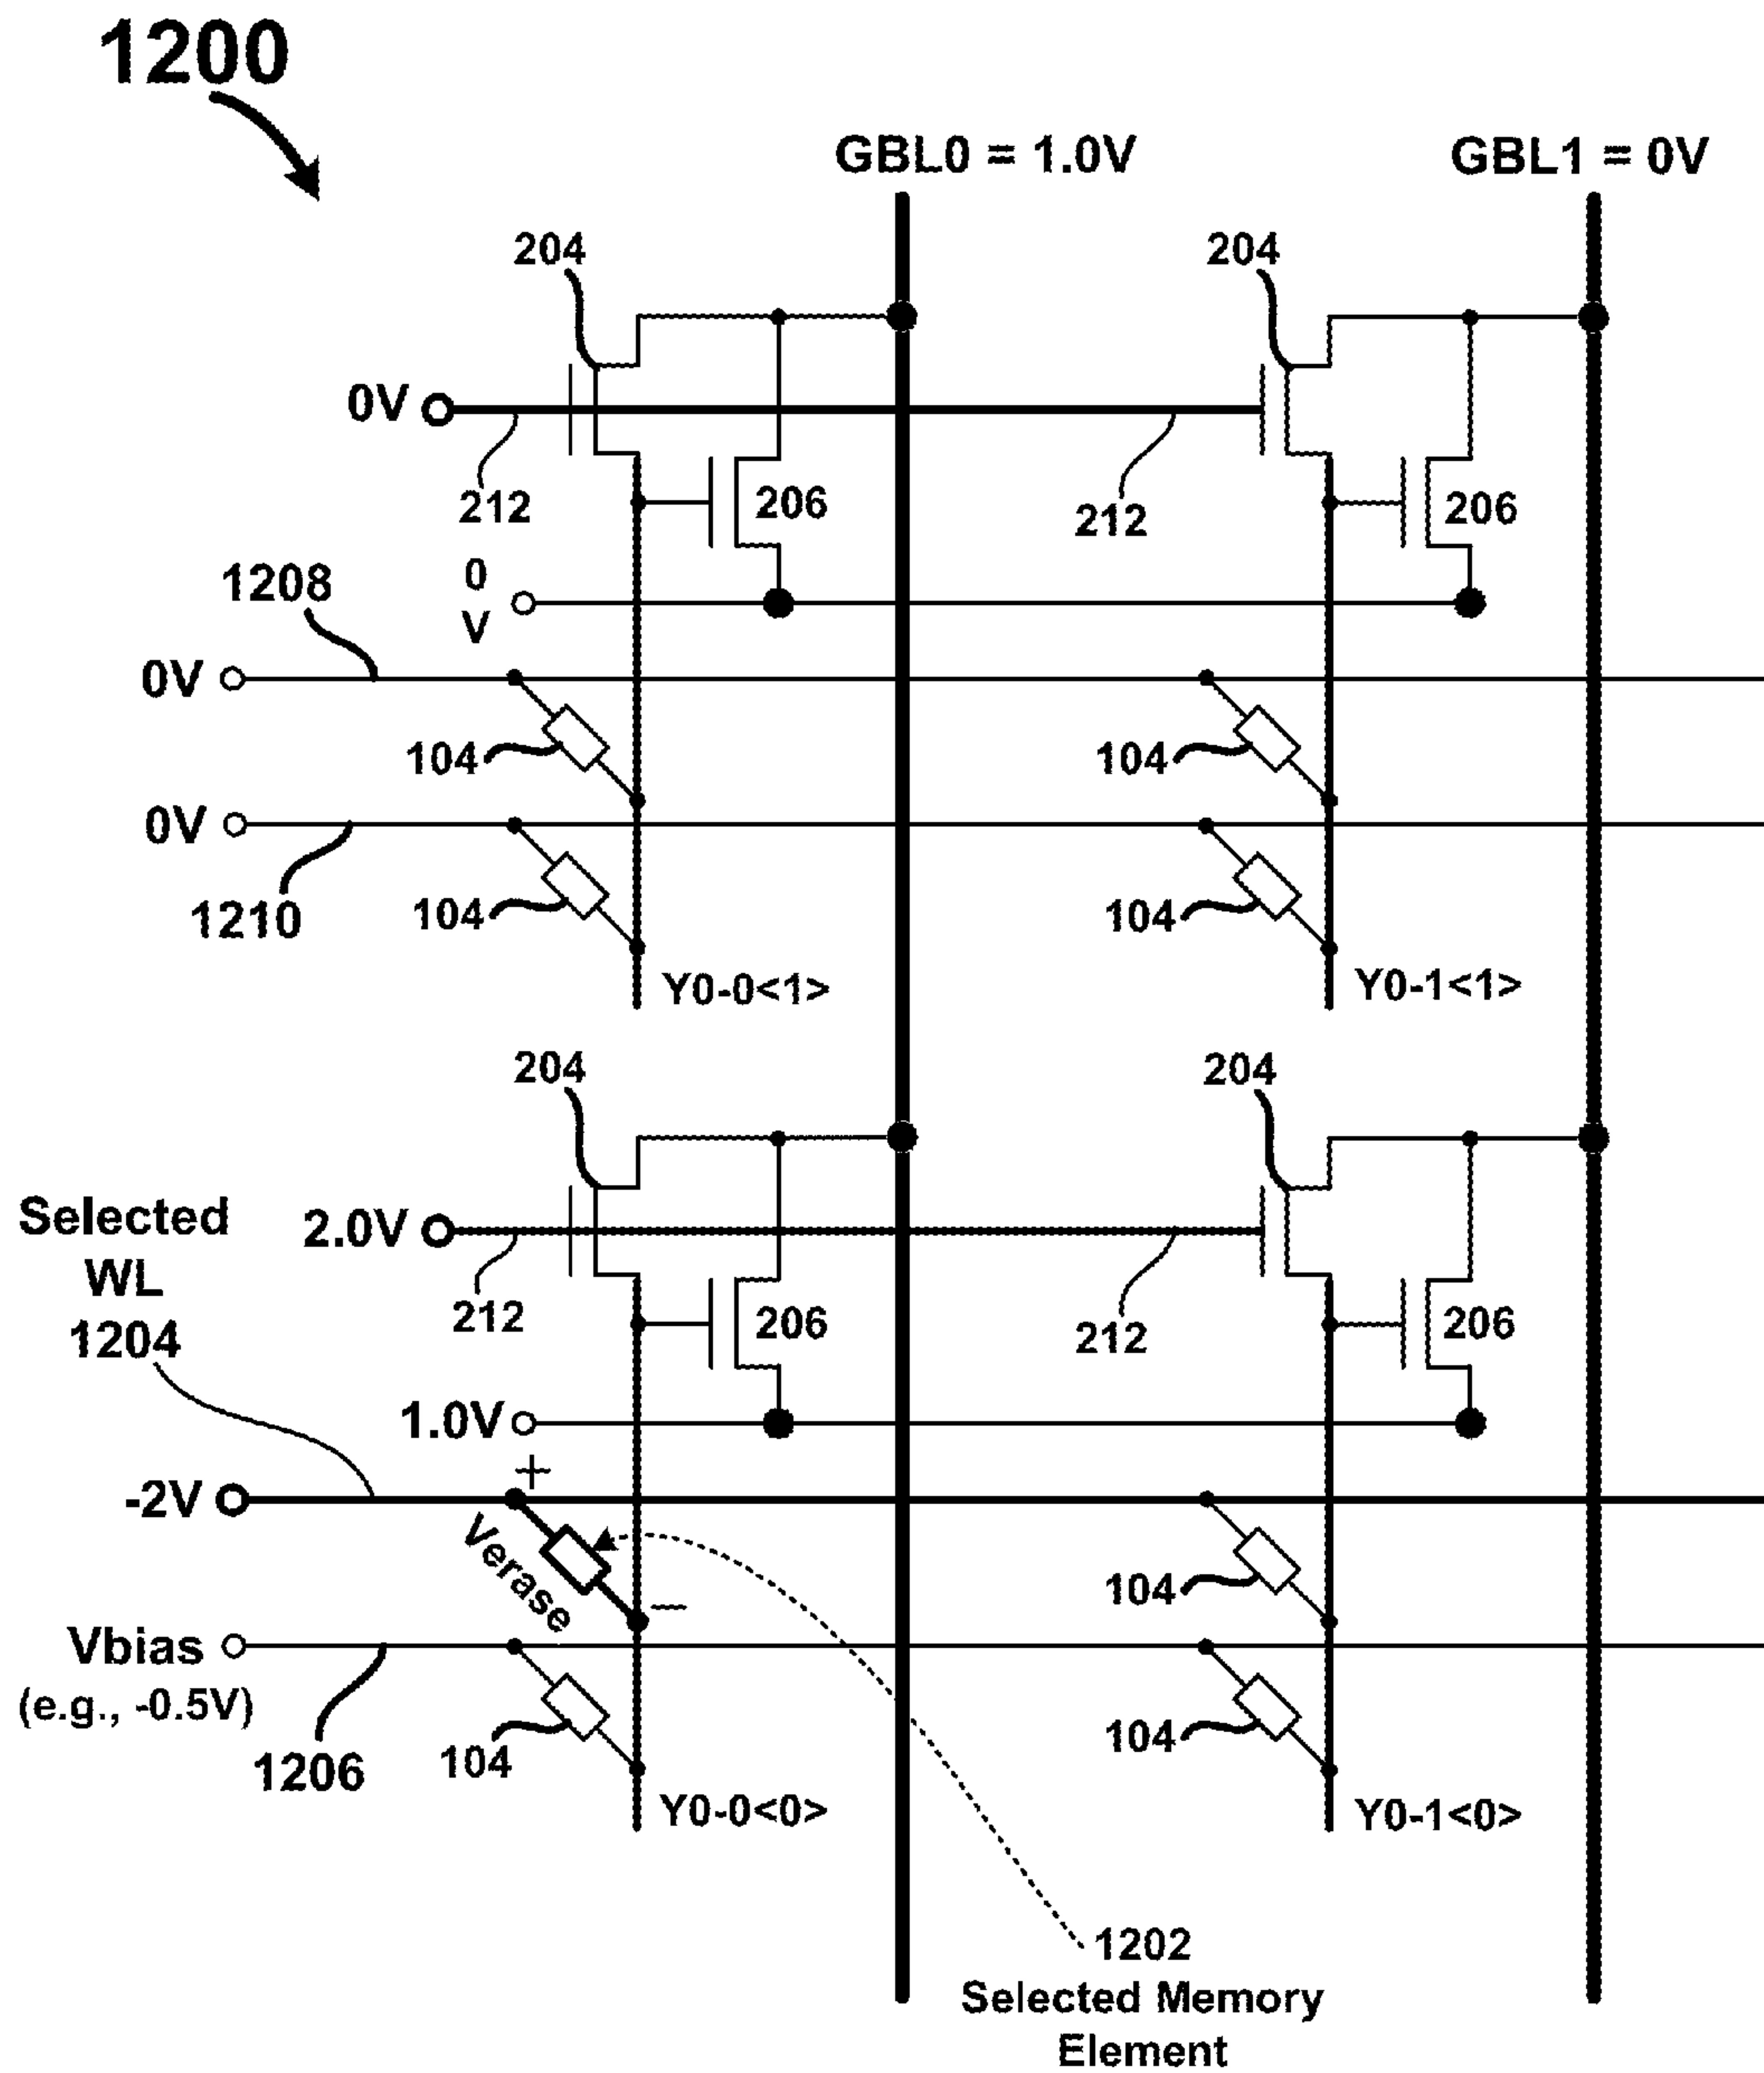 1200
GBL0 = 1.0V
GBL1 = 0V
204
204
0V
212
206
212
206
0
V
1208
0V
104
104
0V
1210
104
104
Y0-0<1>
Y0-1<1>
204
204
Selected
WL
1204
2.0V
212
206
212
206
1.0V
+
-2V
Verase
−
104
Vbias
(e.g., -0.5V)
1206
104
104
Y0-0<0>
Y0-1<0>
1202
Selected Memory
Element